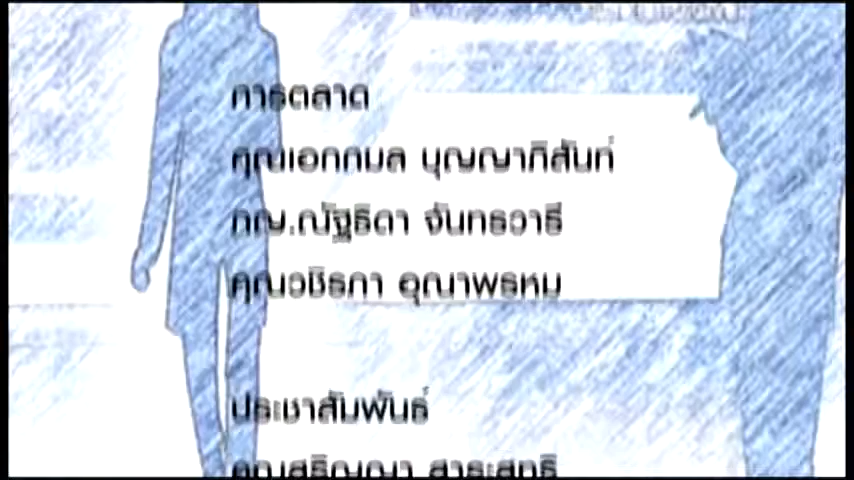 การตลาด
คุณเอกกมล บุญญาภิสันท์
ภญ.ณัฐธิดา จันทรวาธี
คุณวชิรภา อุณาพรหม
ประชาสัมพันธ์